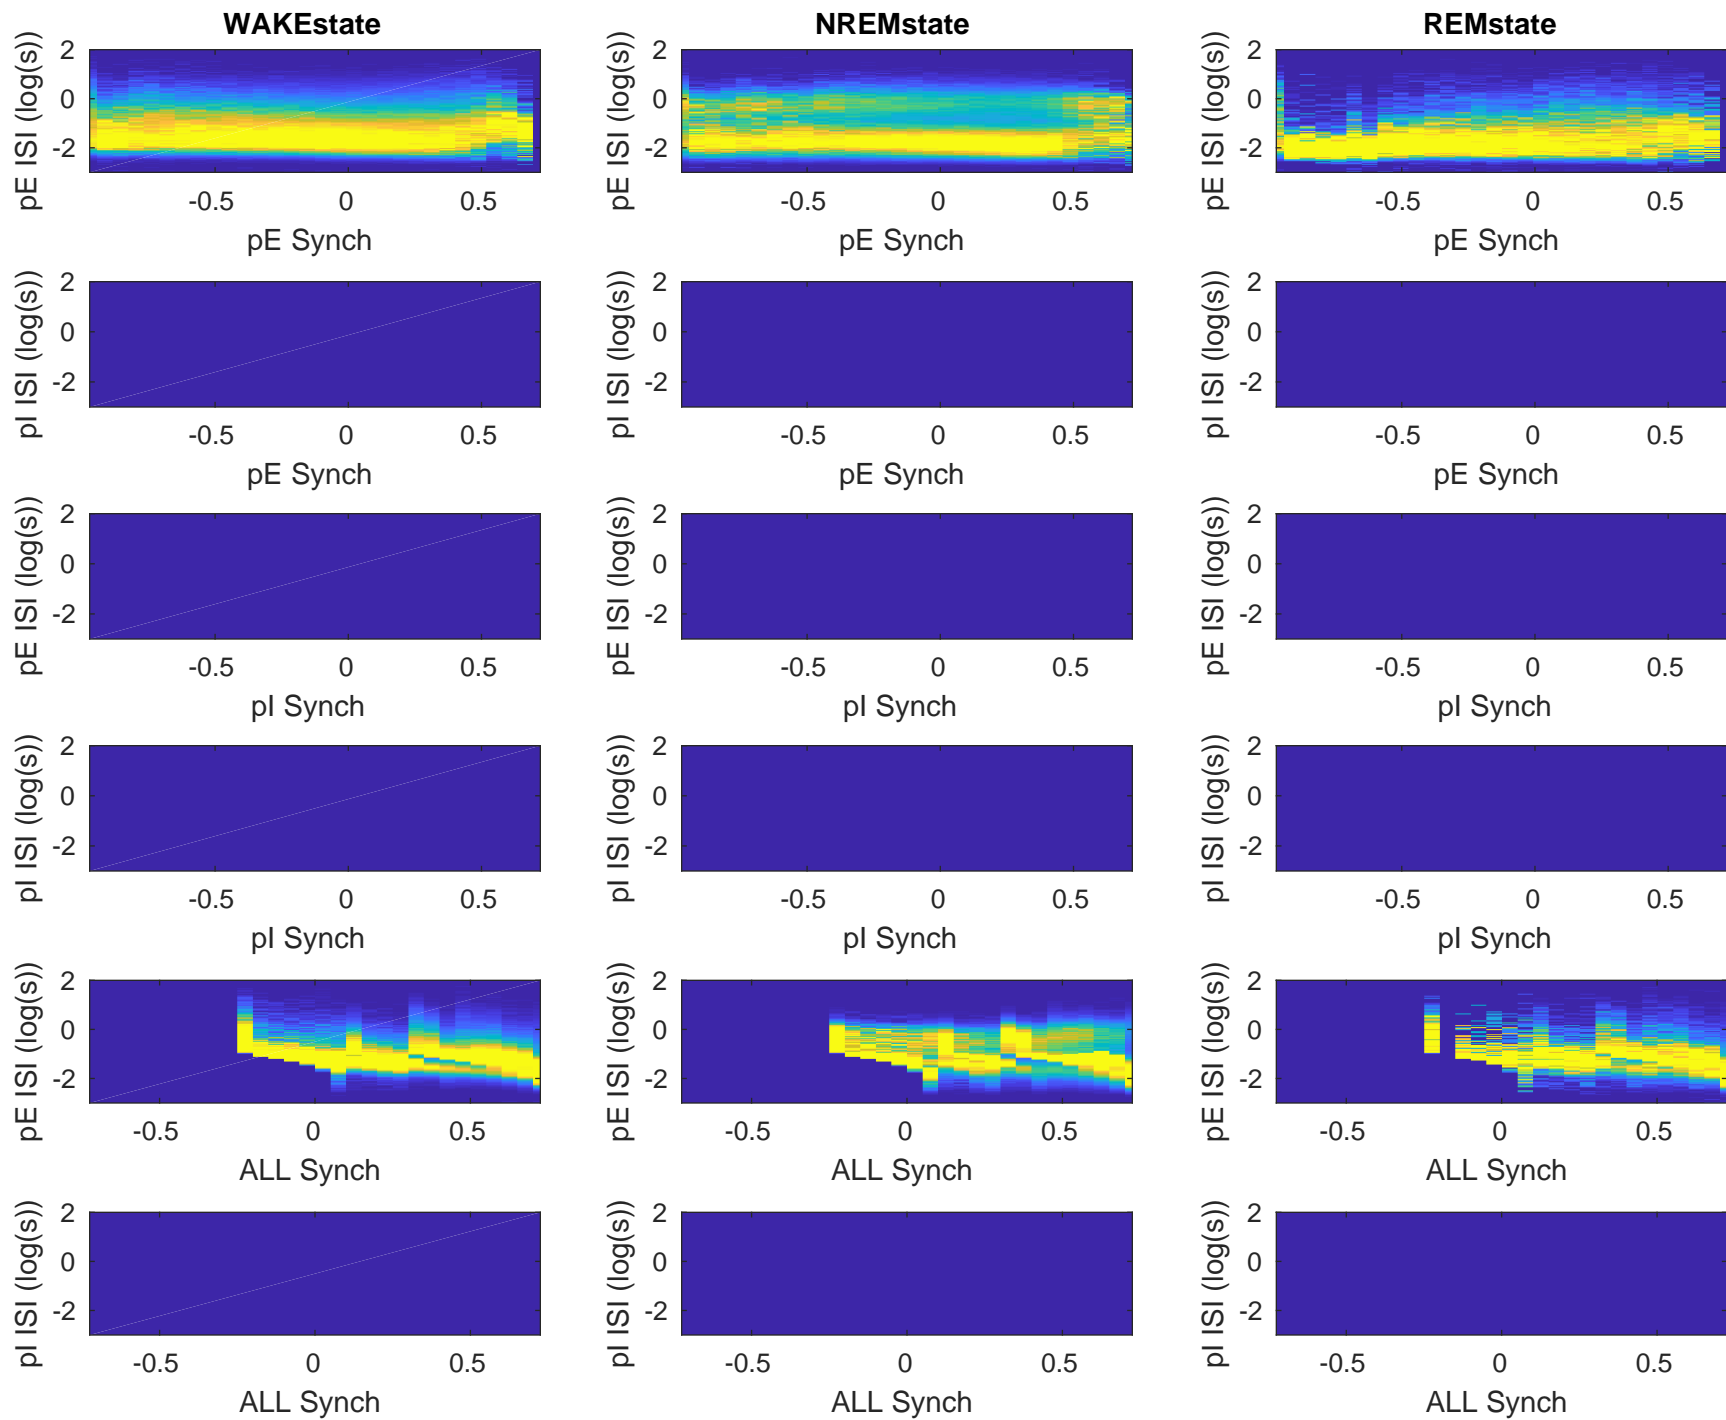 WAKEstate NREMstate REMstate
2 2 2
pE ISI (log(s)) pE ISI (log(s)) pE ISI (log(s))
0 0 0
-2 -2 -2
-0.5 0 0.5 -0.5 0 0.5 -0.5 0 0.5
pE Synch pE Synch pE Synch
2 2 2
pI ISI (log(s)) pI ISI (log(s)) pI ISI (log(s))
0 0 0
-2 -2 -2
-0.5 0 0.5 -0.5 0 0.5 -0.5 0 0.5
pE Synch pE Synch pE Synch
2 2 2
pE ISI (log(s)) pE ISI (log(s)) pE ISI (log(s))
0 0 0
-2 -2 -2
-0.5 0 0.5 -0.5 0 0.5 -0.5 0 0.5
pI Synch pI Synch pI Synch
2 2 2
pI ISI (log(s)) pI ISI (log(s)) pI ISI (log(s))
0 0 0
-2 -2 -2
-0.5 0 0.5 -0.5 0 0.5 -0.5 0 0.5
pI Synch pI Synch pI Synch
2 2 2
pE ISI (log(s)) pE ISI (log(s)) pE ISI (log(s))
0 0 0
-2 -2 -2
-0.5 0 0.5 -0.5 0 0.5 -0.5 0 0.5
ALL Synch ALL Synch ALL Synch
2 2 2
pI ISI (log(s)) pI ISI (log(s)) pI ISI (log(s))
0 0 0
-2 -2 -2
-0.5 0 0.5 -0.5 0 0.5 -0.5 0 0.5
ALL Synch ALL Synch ALL Synch